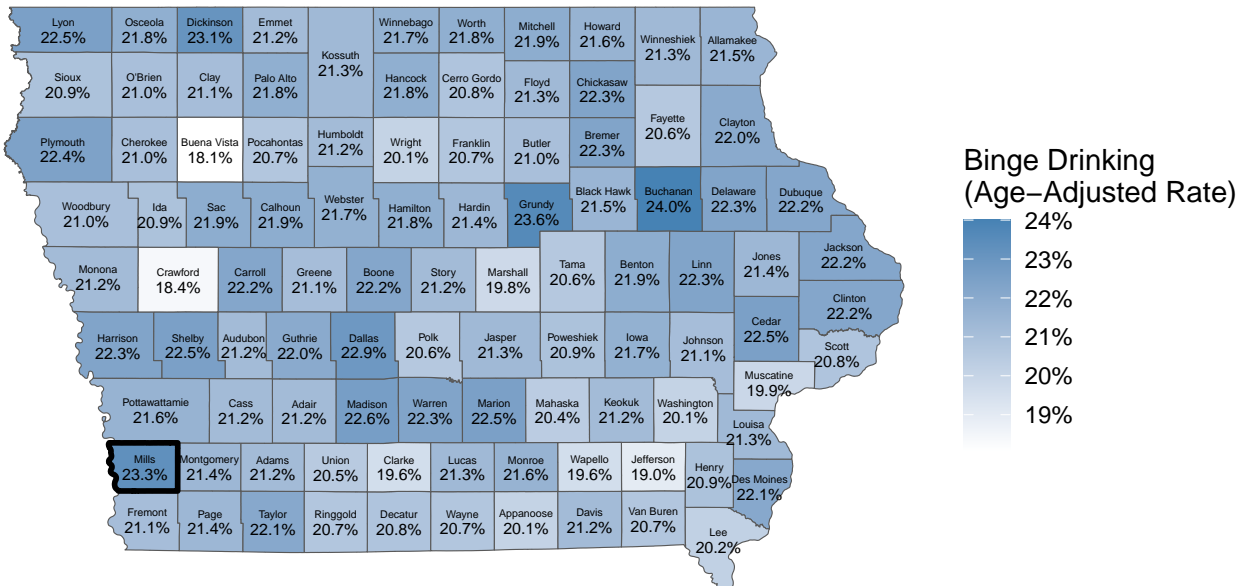 Lyon
22.5%
Osceola
21.8%
Dickinson
23.1%
Emmet
21.2%
Kossuth
21.3%
Winnebago
21.7%
Worth
21.8%
Mitchell
21.9%
Howard
21.6%
Winneshiek
21.3%
Allamakee
21.5%
Sioux
20.9%
O'Brien
21.0%
Clay
21.1%
Palo Alto
21.8%
Hancock
21.8%
Cerro Gordo
20.8%
Floyd
21.3%
Chickasaw
22.3%
Fayette
20.6%
Clayton
22.0%
Plymouth
22.4%
Cherokee
21.0%
Buena Vista
18.1%
Pocahontas
20.7%
Humboldt
21.2%
Wright
20.1%
Franklin
20.7%
Butler
21.0%
Bremer
22.3%
Woodbury
21.0%
Ida
20.9%
Sac
21.9%
Calhoun
21.9%
Webster
21.7%
Hamilton
21.8%
Hardin
21.4%
Grundy
23.6%
Black Hawk
21.5%
Buchanan
24.0%
Delaware
22.3%
Dubuque
22.2%
Monona
21.2%
Crawford
18.4%
Carroll
22.2%
Greene
21.1%
Boone
22.2%
Story
21.2%
Marshall
19.8%
Tama
20.6%
Benton
21.9%
Linn
22.3%
Jones
21.4%
Jackson
22.2%
Clinton
22.2%
Harrison
22.3%
Shelby
22.5%
Audubon
21.2%
Guthrie
22.0%
Dallas
22.9%
Polk
20.6%
Jasper
21.3%
Poweshiek
20.9%
Iowa
21.7%
Johnson
21.1%
Cedar
22.5%
Scott
20.8%
Muscatine
19.9%
Pottawattamie
21.6%
Cass
21.2%
Adair
21.2%
Madison
22.6%
Warren
22.3%
Marion
22.5%
Mahaska
20.4%
Keokuk
21.2%
Washington
20.1%
Louisa
21.3%
Mills
23.3%
Montgomery
21.4%
Adams
21.2%
Union
20.5%
Clarke
19.6%
Lucas
21.3%
Monroe
21.6%
Wapello
19.6%
Jefferson
19.0%
Henry
20.9%
Des Moines
22.1%
Fremont
21.1%
Page
21.4%
Taylor
22.1%
Ringgold
20.7%
Decatur
20.8%
Wayne
20.7%
Appanoose
20.1%
Davis
21.2%
Van Buren
20.7%
Lee
20.2%
Binge Drinking
(Age−Adjusted Rate)
24%
23%
22%
21%
20%
19%